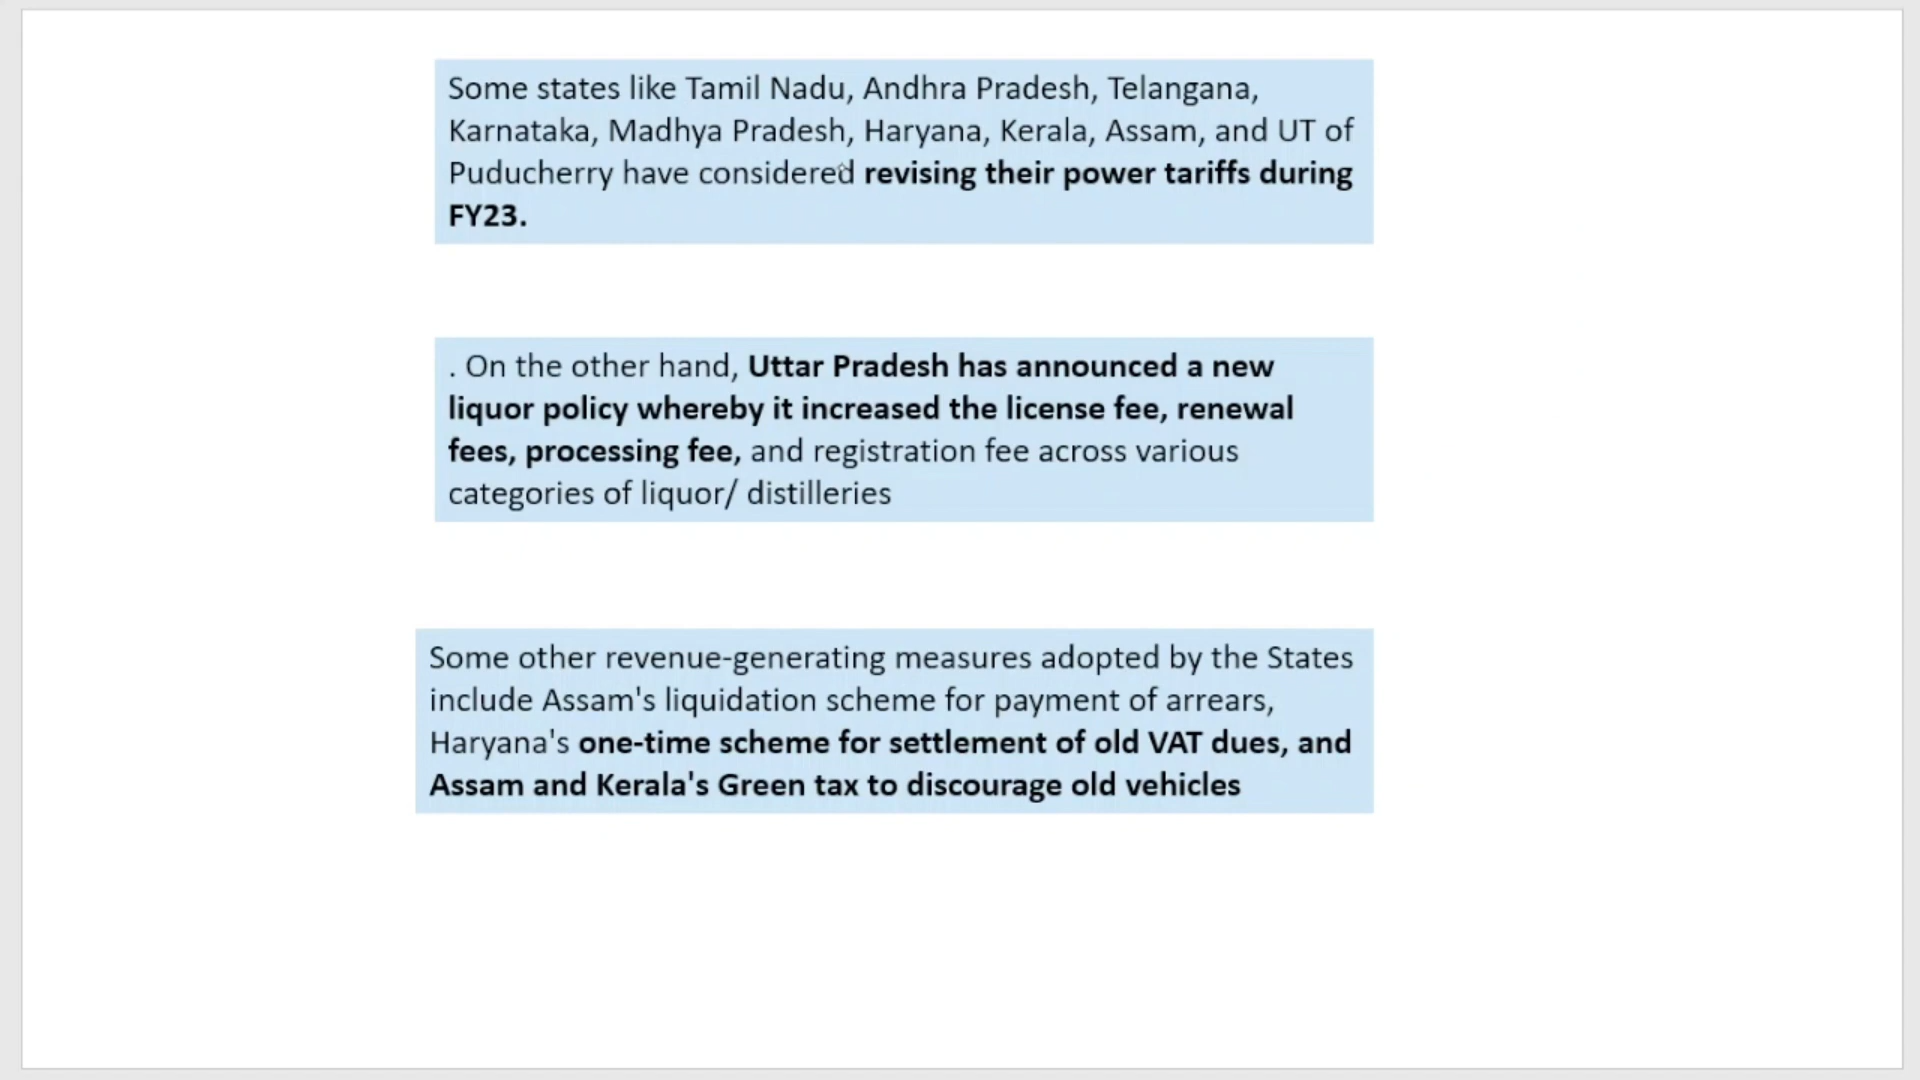 Some states like Tamil Nadu, Andhra Pradesh, Telangana,
Karnataka, Madhya Pradesh, Haryana, Kerala, Assam, and UT of
Puducherry have considered revising their power tariffs during
FY23.
. On the other hand, Uttar Pradesh has announced a new
liquor policy whereby it increased the license fee, renewal
fees, processing fee, and registration fee across various
categories of liquor/ distilleries
Some other revenue-generating measures adopted by the States
include Assam's liquidation scheme for payment of arrears,
Haryana's one-time scheme for settlement of old VAT dues, and
Assam and Kerala's Green tax to discourage old vehicles